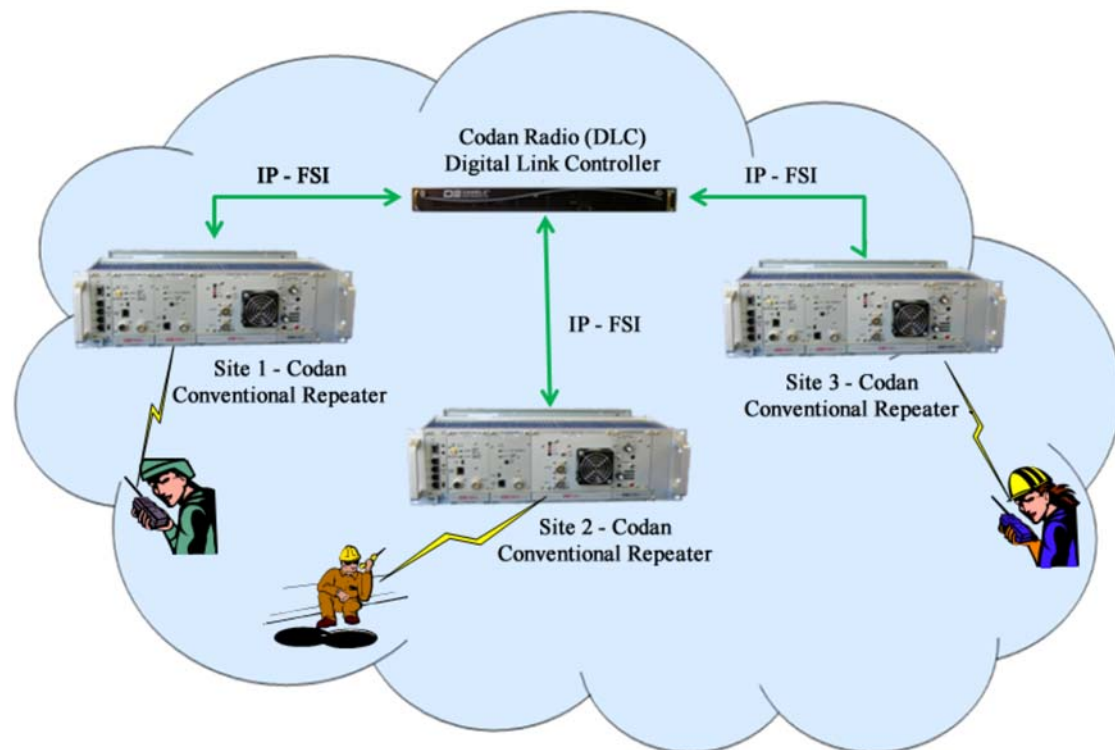 Codan Radio (DLC)
Digital Link Controller
IP - FSI
IP - FSI
IP - FSI
Site 1 - Codan
Conventional Repeater
Site 3 - Codan
Conventional Repeater
Site 2 - Codan
Conventional Repeater